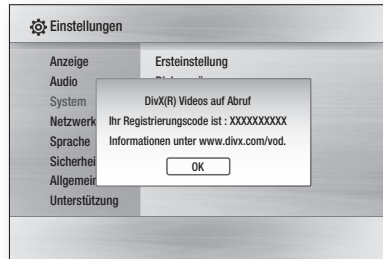 Einstellungen
Anzeige
Ersteinstellung
Audio
System
DivX(R) Videos auf Abruf
Netzwerk
Ihr Registrierungscode ist : XXXXXXXXXX
Sprache
Informationen unter www.divx.com/vod.
Sicherhei
OK
Allgemein
Unterstützung